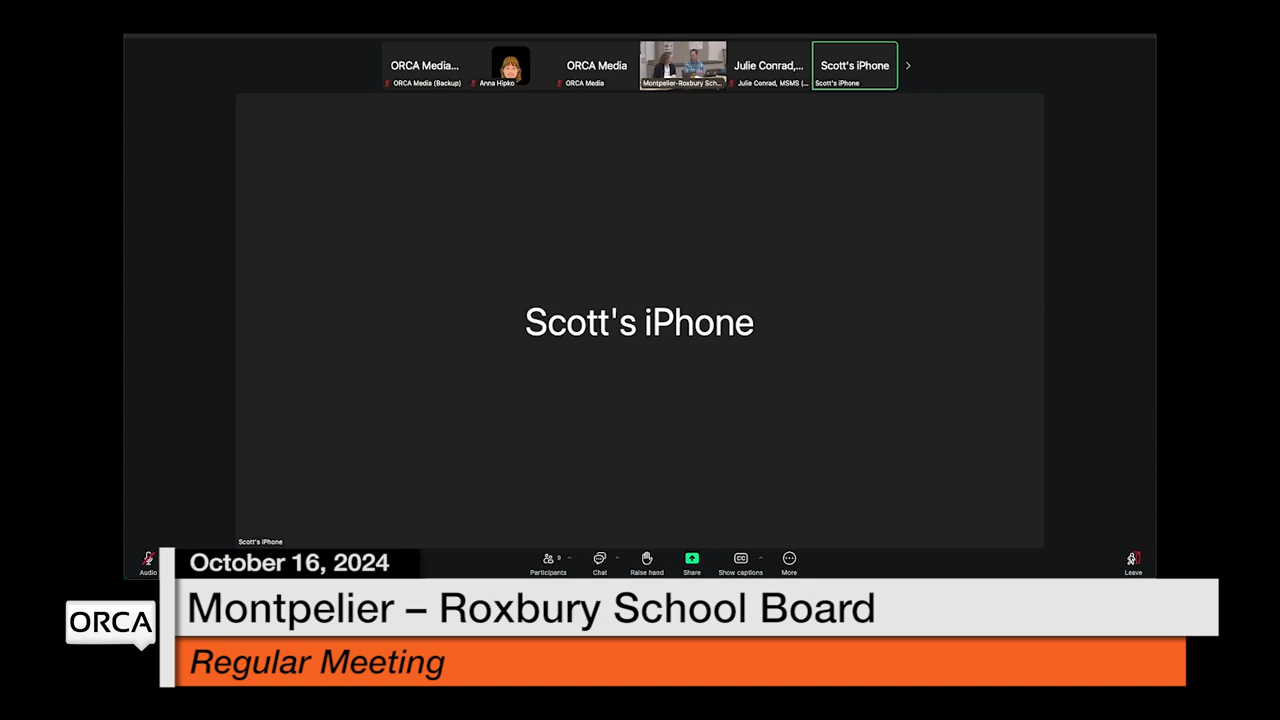 ORCA Media...
ORCA Media
Julie Conrad,...
Scott's iPhone
ORCA Media (Backup)
Anna Hipko
ORCA Media
Montpelier-Roxbury Sch...
Julie Conrad, MSMS (...
Scott's iPhone
Scott's iPhone
Scott's iPhone
Audio
Participants
9
Chat
Raise hand
Share
CC
Show captions
More
Leave
October 16, 2024
ORCA
Montpelier – Roxbury School Board
Regular Meeting